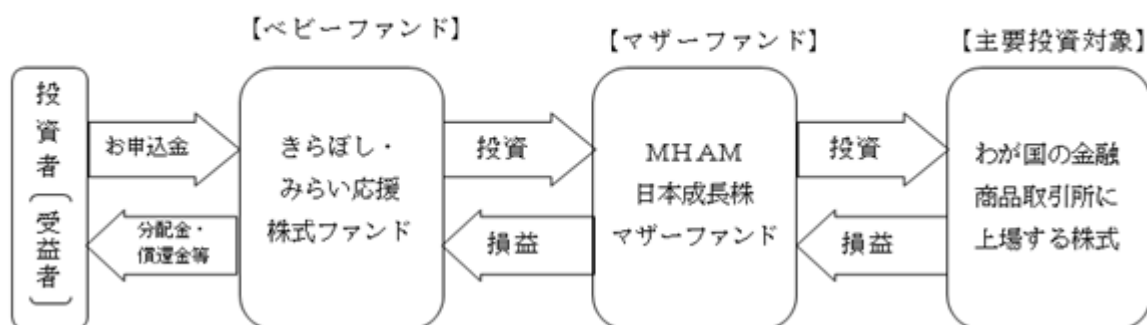 【ベビーファンド】
【マザーファンド】
【主要投資対象】
投資者
(受益者)
お申込金
分配金・
償還金等
きらぼし・
みらい応援
株式ファンド
投資
損益
MHAM
日本成長株
マザーファンド
投資
損益
わが国の金融
商品取引所に
上場する株式